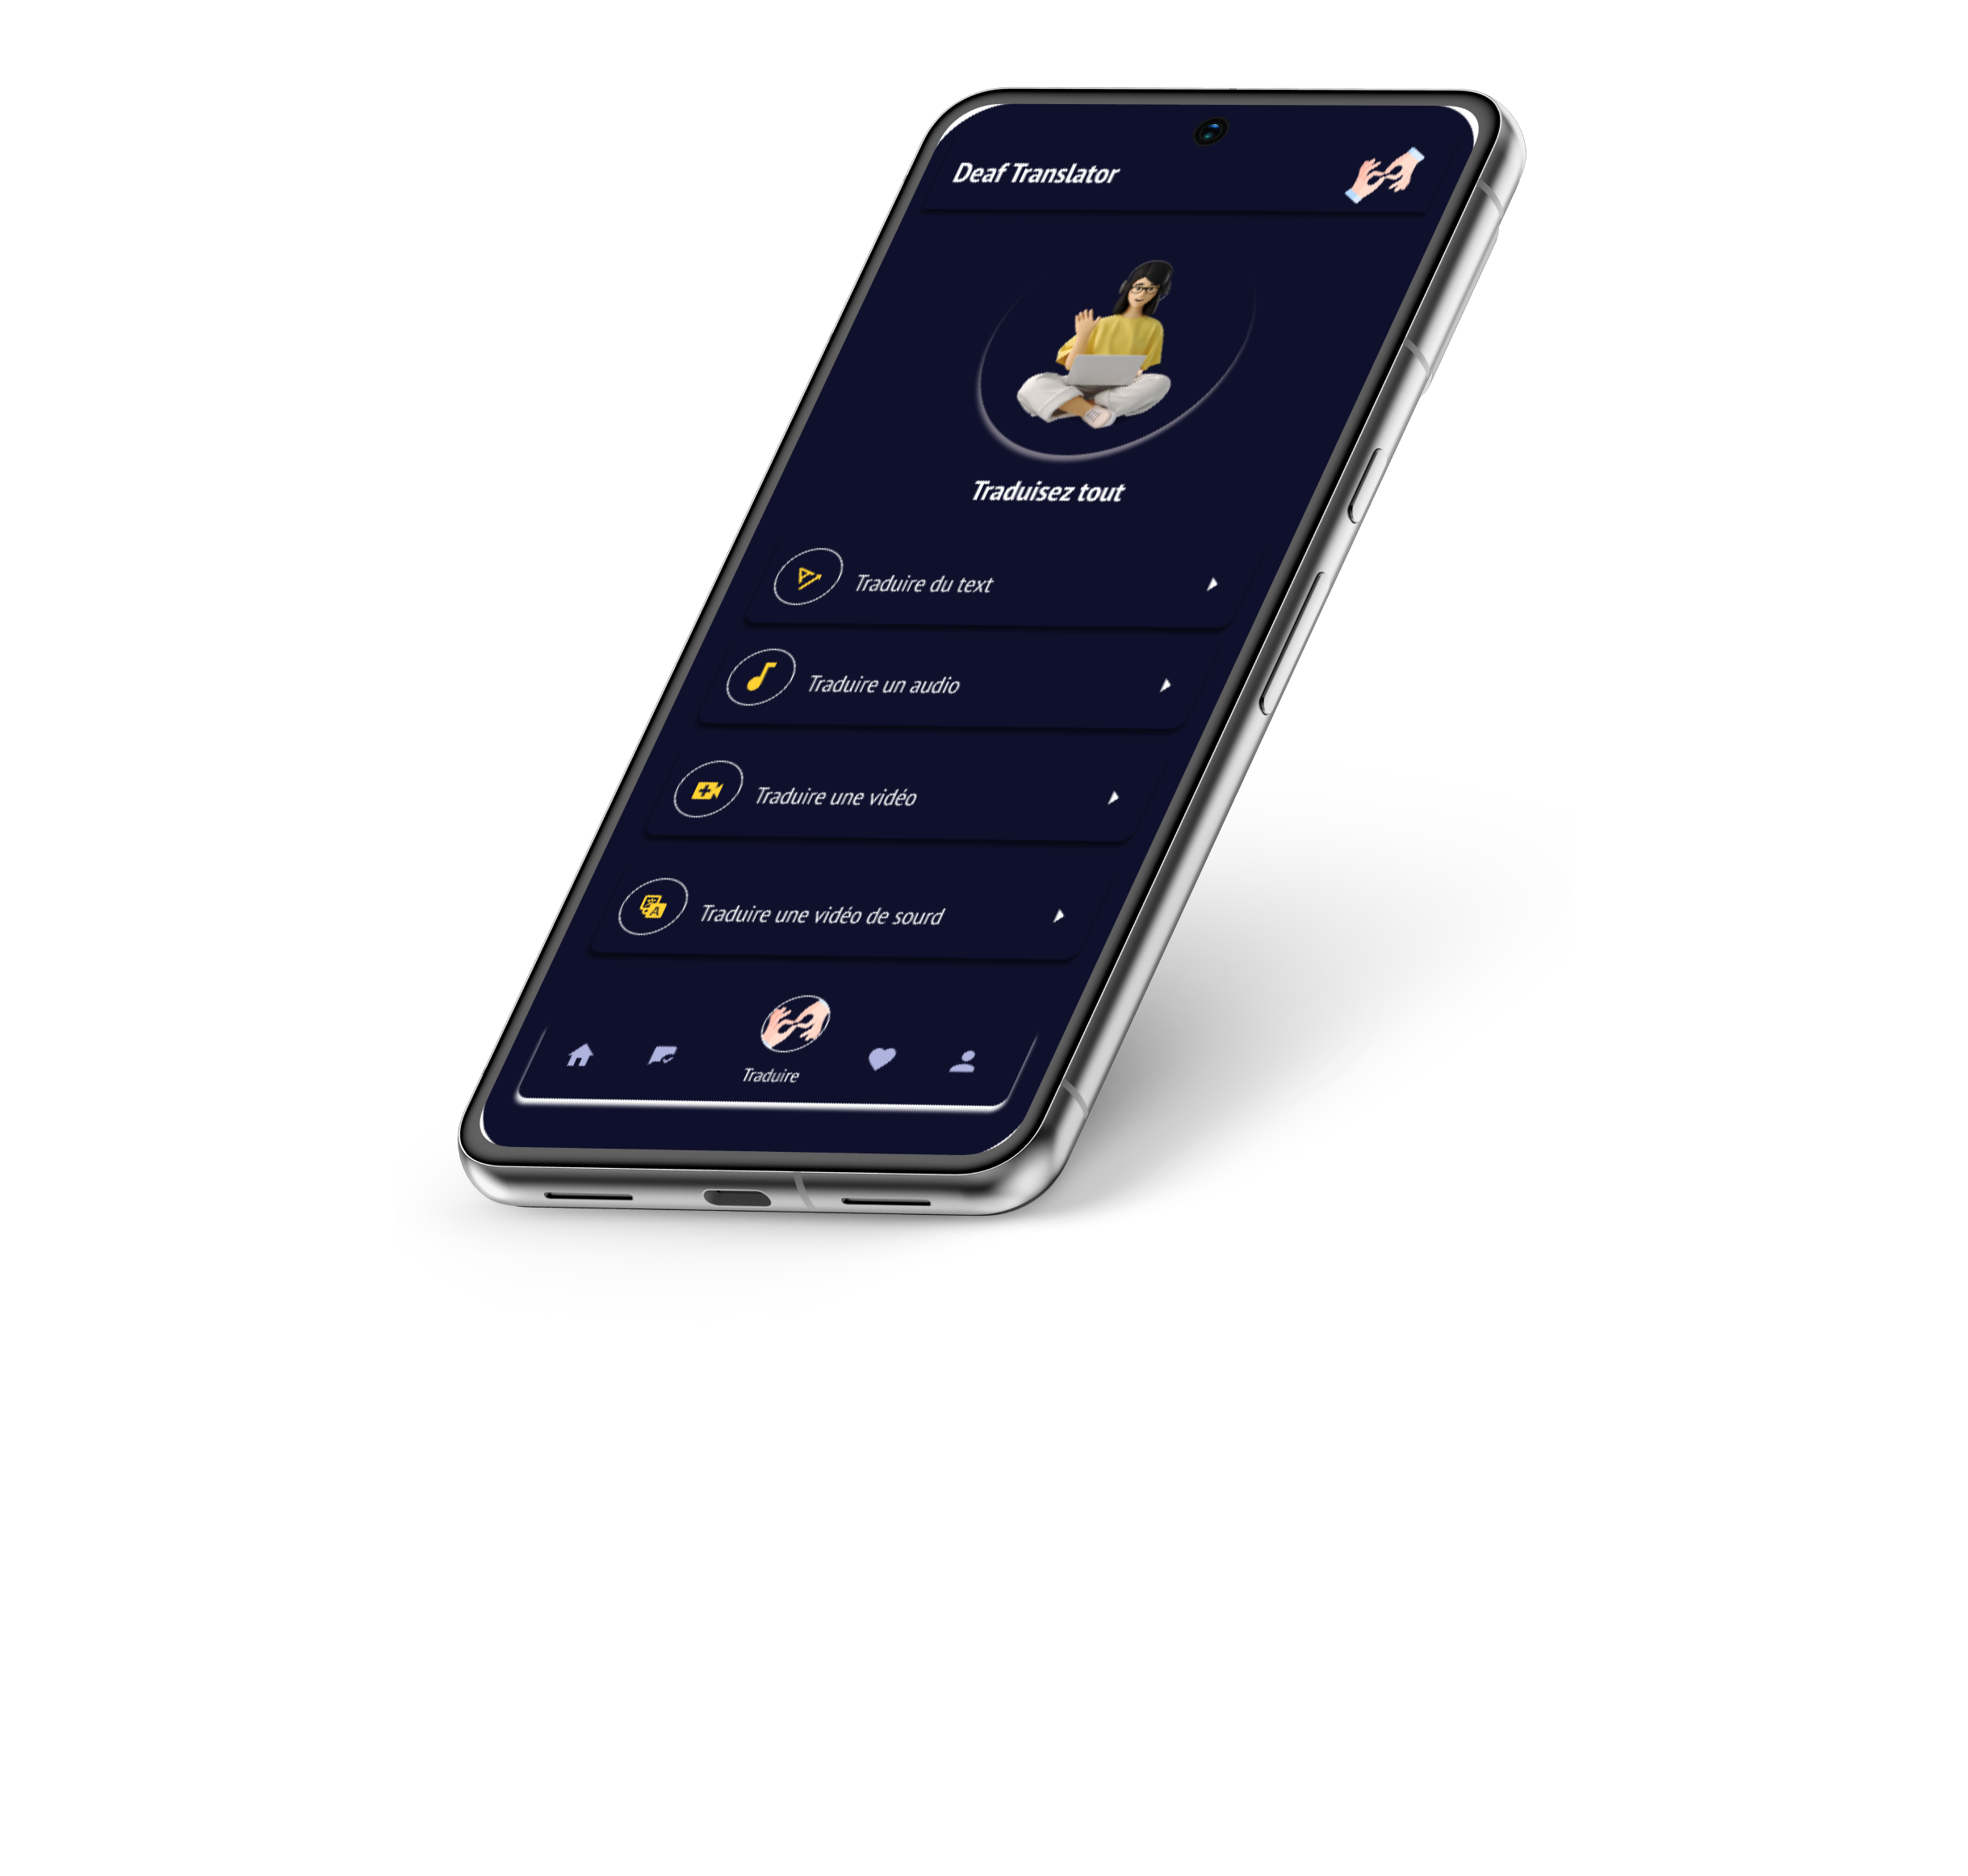 Deaf Translator
Traduisez tout
Traduire du text
Traduire un audio
Traduire une vidéo
Traduire une vidéo de sourd
Traduire